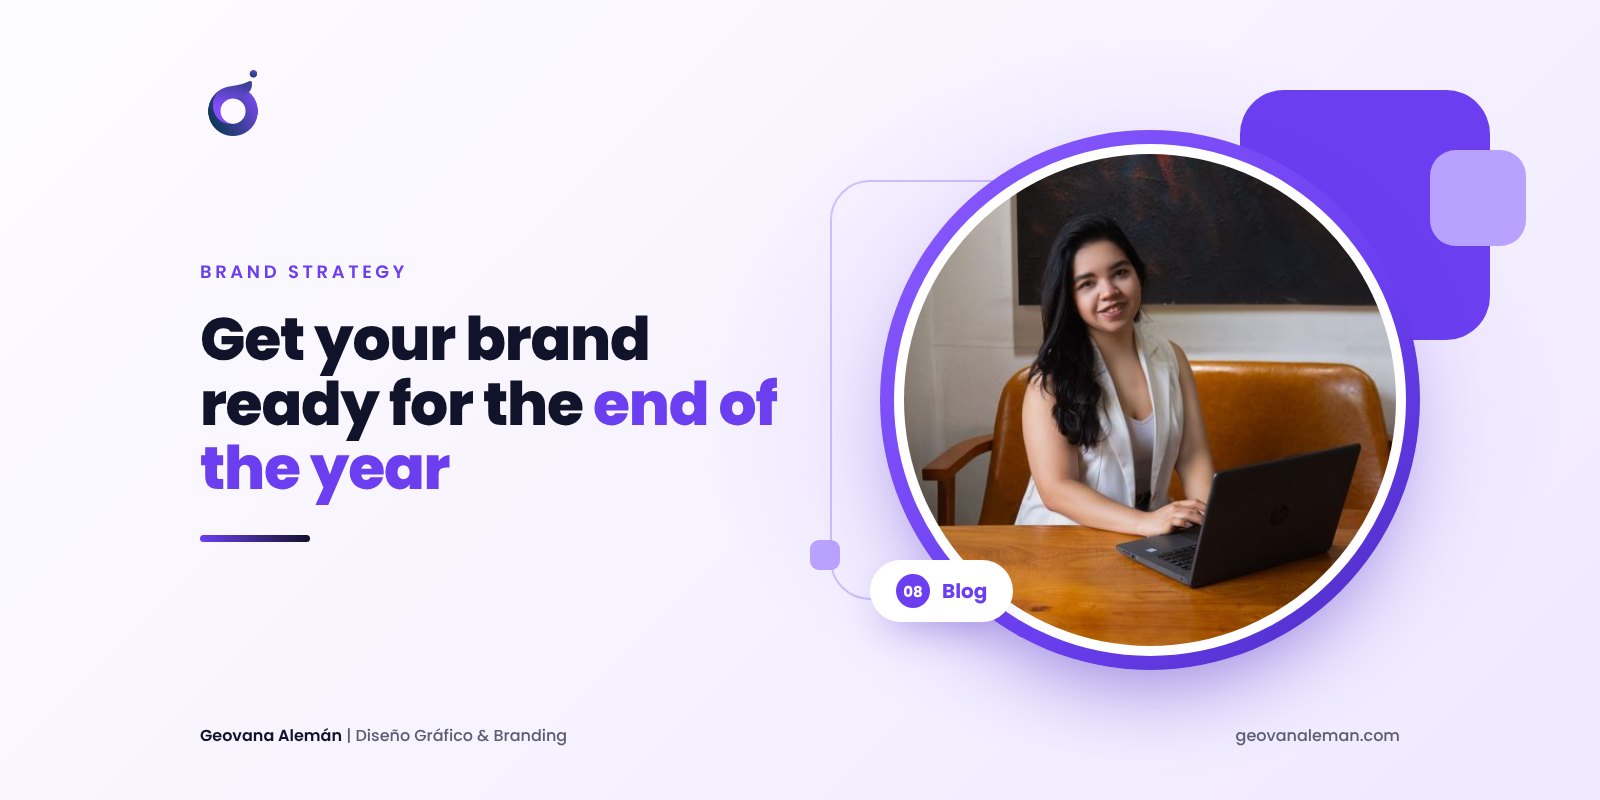 BRAND STRATEGY
Get your brand
ready for the end of
the year
08 Blog
Geovana Alemán | Diseño Gráfico & Branding
geovanaleman.com